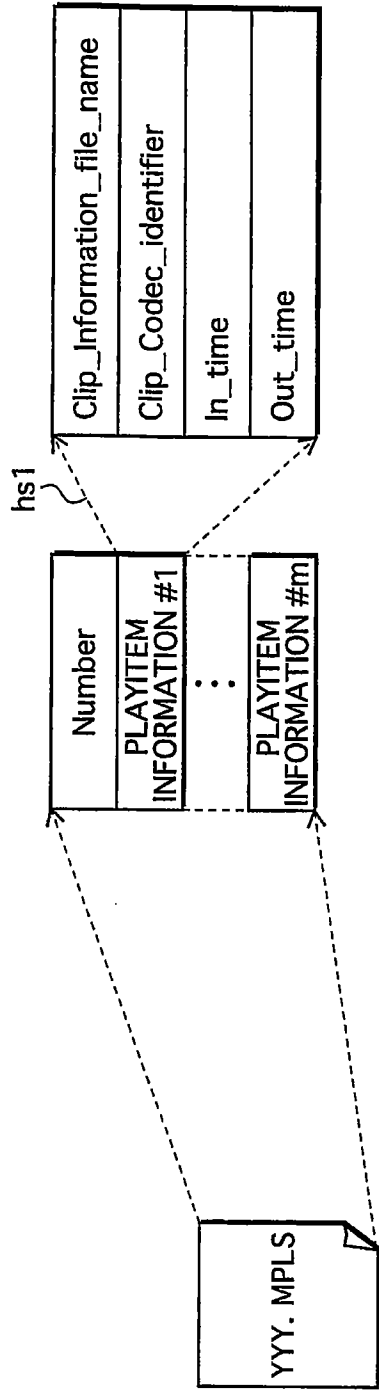 YYY. MPLS
Number
PLAYITEM
INFORMATION #1
...
PLAYITEM
INFORMATION #m
hs1
Clip_Information_file_name
Clip_Codec_identifier
In_time
Out_time